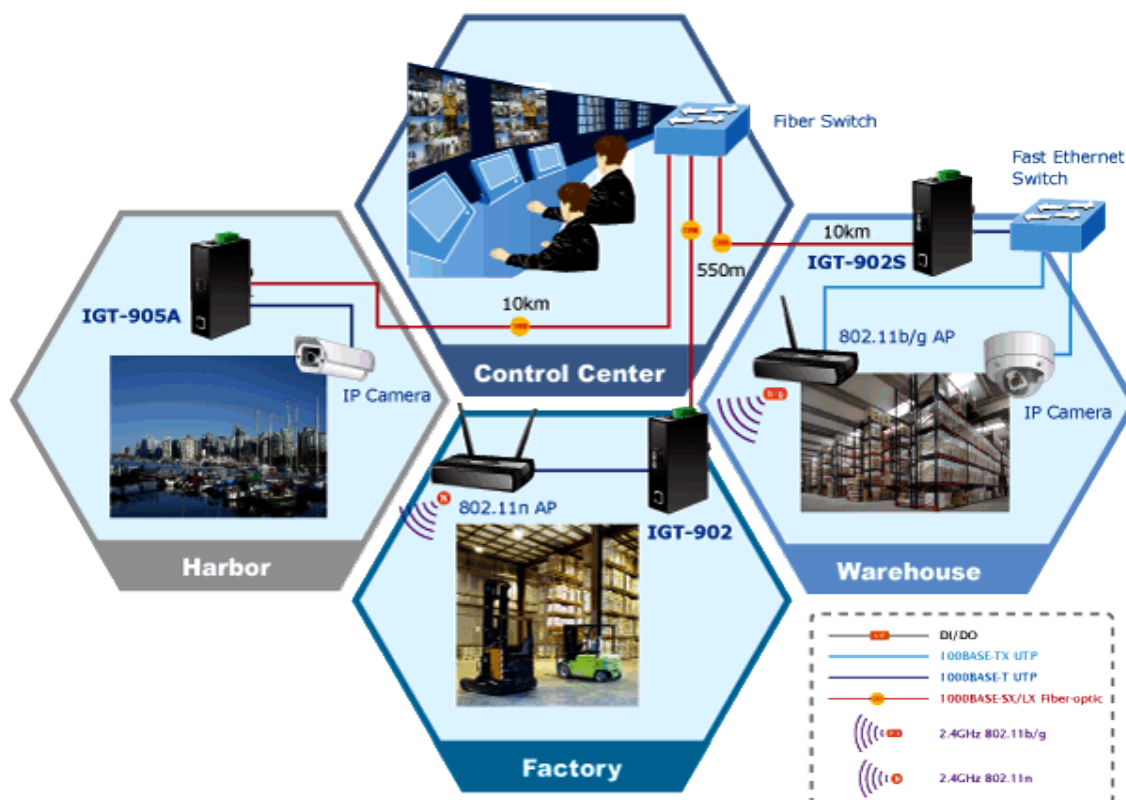 Fiber Switch
Fast Ethernet
Switch
10km
IGT-902S
550m
IGT-905A
10km
802.11b/g AP
Control Center
IP Camera
IP Camera
802.11n AP
IGT-902
Harbor
Warehouse
Factory
DI/DO
100BASE-TX UTP
1000BASE-T UTP
1000BASE-SX/LX Fiber-optic
2.4GHz 802.11b/g
2.4GHz 802.11n